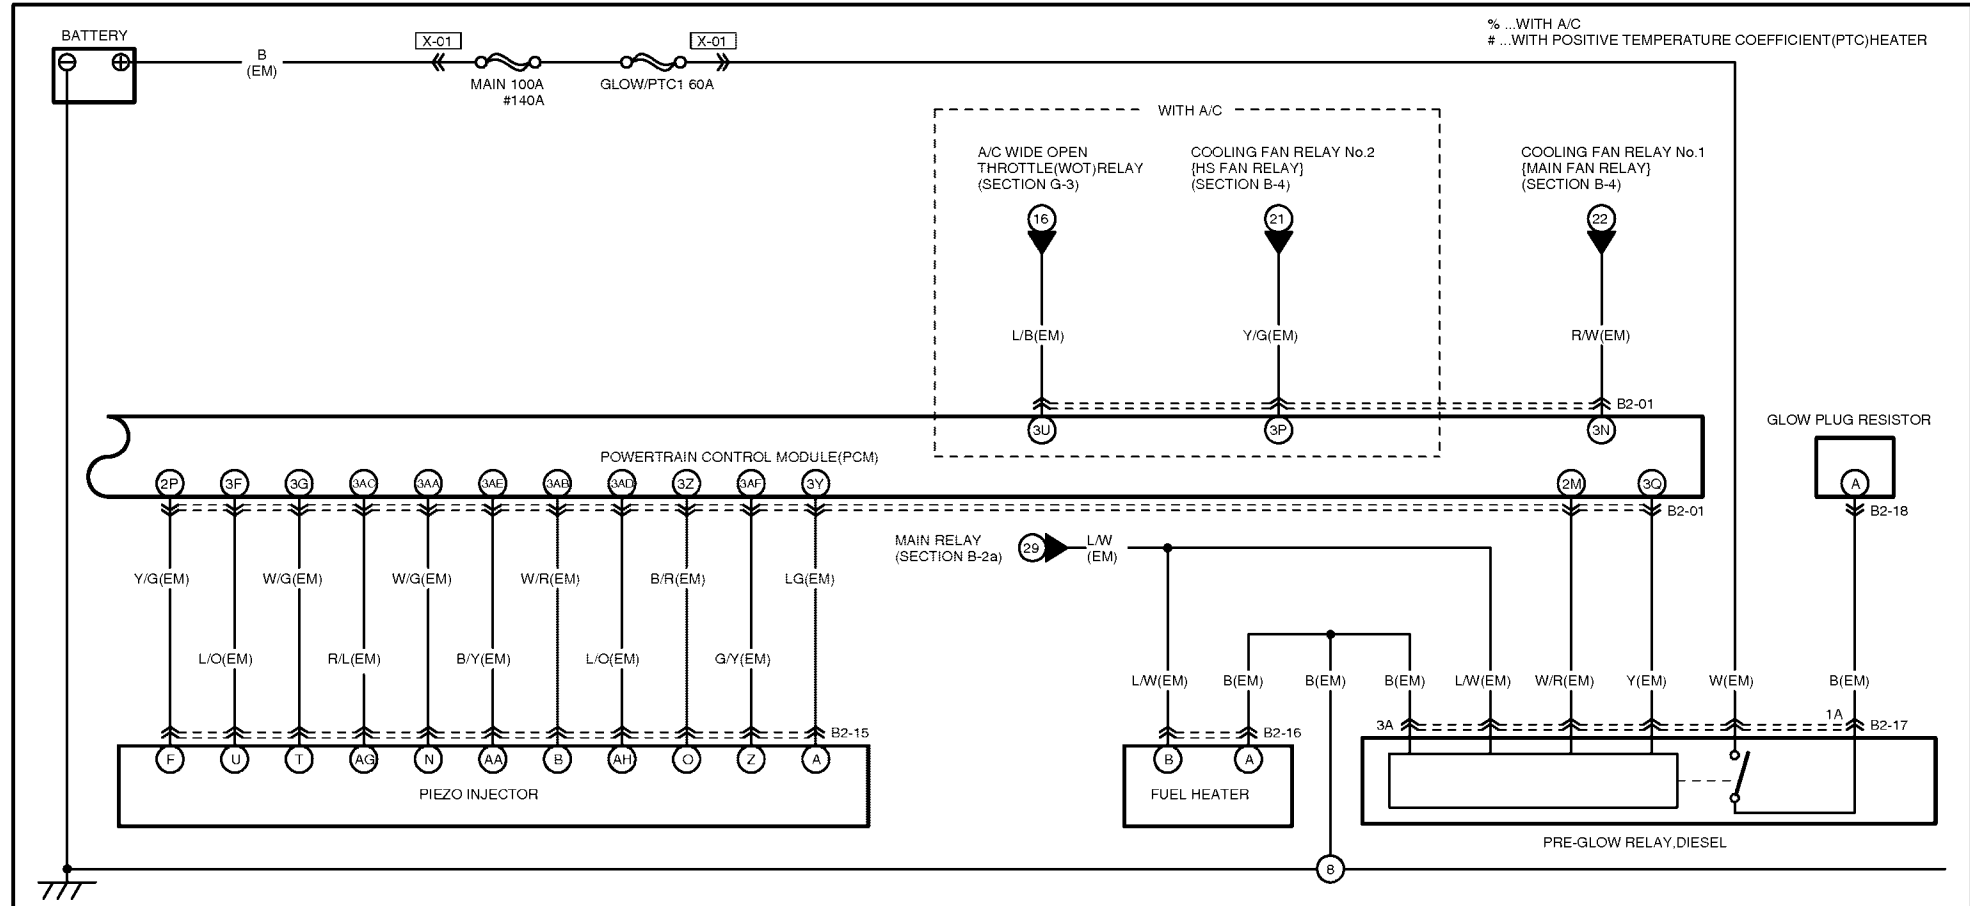 % ...WITH A/C
# ...WITH POSITIVE TEMPERATURE COEFFICIENT(PTC)HEATER
BATTERY
B
(EM)
X-01
X-01
MAIN 100A
#140A
GLOW/PTC1 60A
WITH A/C
A/C WIDE OPEN
THROTTLE(WOT)RELAY
(SECTION G-3)
COOLING FAN RELAY No.2
{HS FAN RELAY}
(SECTION B-4)
COOLING FAN RELAY No.1
{MAIN FAN RELAY}
(SECTION B-4)
16
21
22
L/B(EM)
Y/G(EM)
R/W(EM)
B2-01
3U
3P
3N
GLOW PLUG RESISTOR
POWERTRAIN CONTROL MODULE(PCM)
2P
3F
3G
3AC
3AA
3AE
3AB
3AD
3Z
3AF
3Y
2M
3Q
A
B2-01
B2-18
MAIN RELAY
(SECTION B-2a)
29
L/W
(EM)
Y/G(EM)
W/G(EM)
W/G(EM)
W/R(EM)
B/R(EM)
LG(EM)
L/O(EM)
R/L(EM)
B/Y(EM)
L/O(EM)
G/Y(EM)
L/W(EM)
B(EM)
B(EM)
B(EM)
L/W(EM)
W/R(EM)
Y(EM)
W(EM)
B(EM)
B2-15
B2-16
3A
1A
B2-17
F
U
T
AG
N
AA
B
AH
O
Z
A
B
A
PIEZO INJECTOR
FUEL HEATER
PRE-GLOW RELAY,DIESEL
8